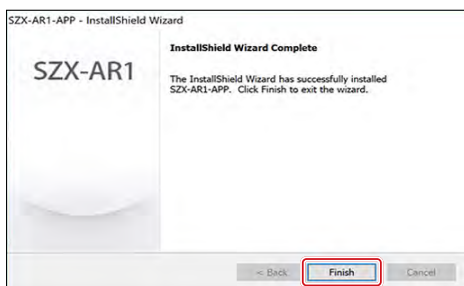 SZX-AR1-APP - InstallShield Wizard
InstallShield Wizard Complete
SZX-AR1
The InstallShield Wizard has successfully installed
SZX-AR1-APP. Click Finish to exit the wizard.
< Back
Finish
Cancel